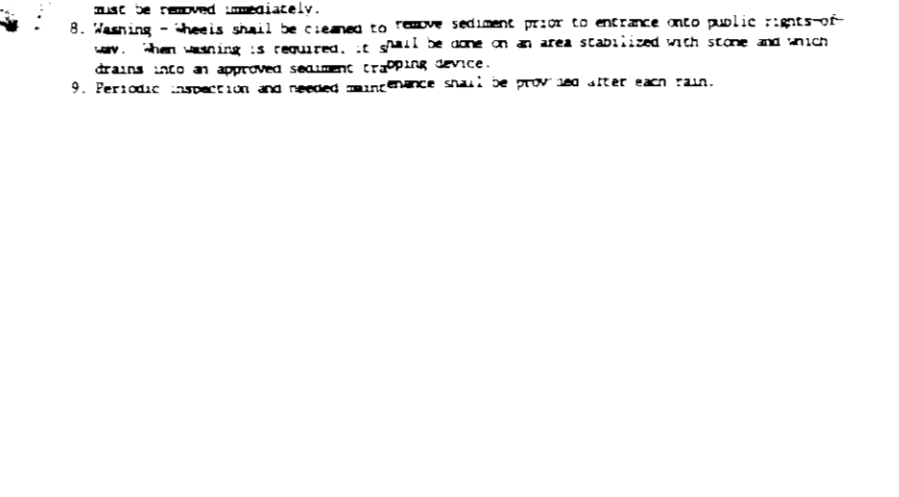 must be removed immediately.
8. Washing - Wheels shall be cleaned to remove sediment prior to entrance onto public rights-of-
way. When washing is required, it shall be done on an area stabilized with stone and which
drains into an approved sediment trapping device.
9. Periodic inspection and needed maintenance shall be provided after each rain.